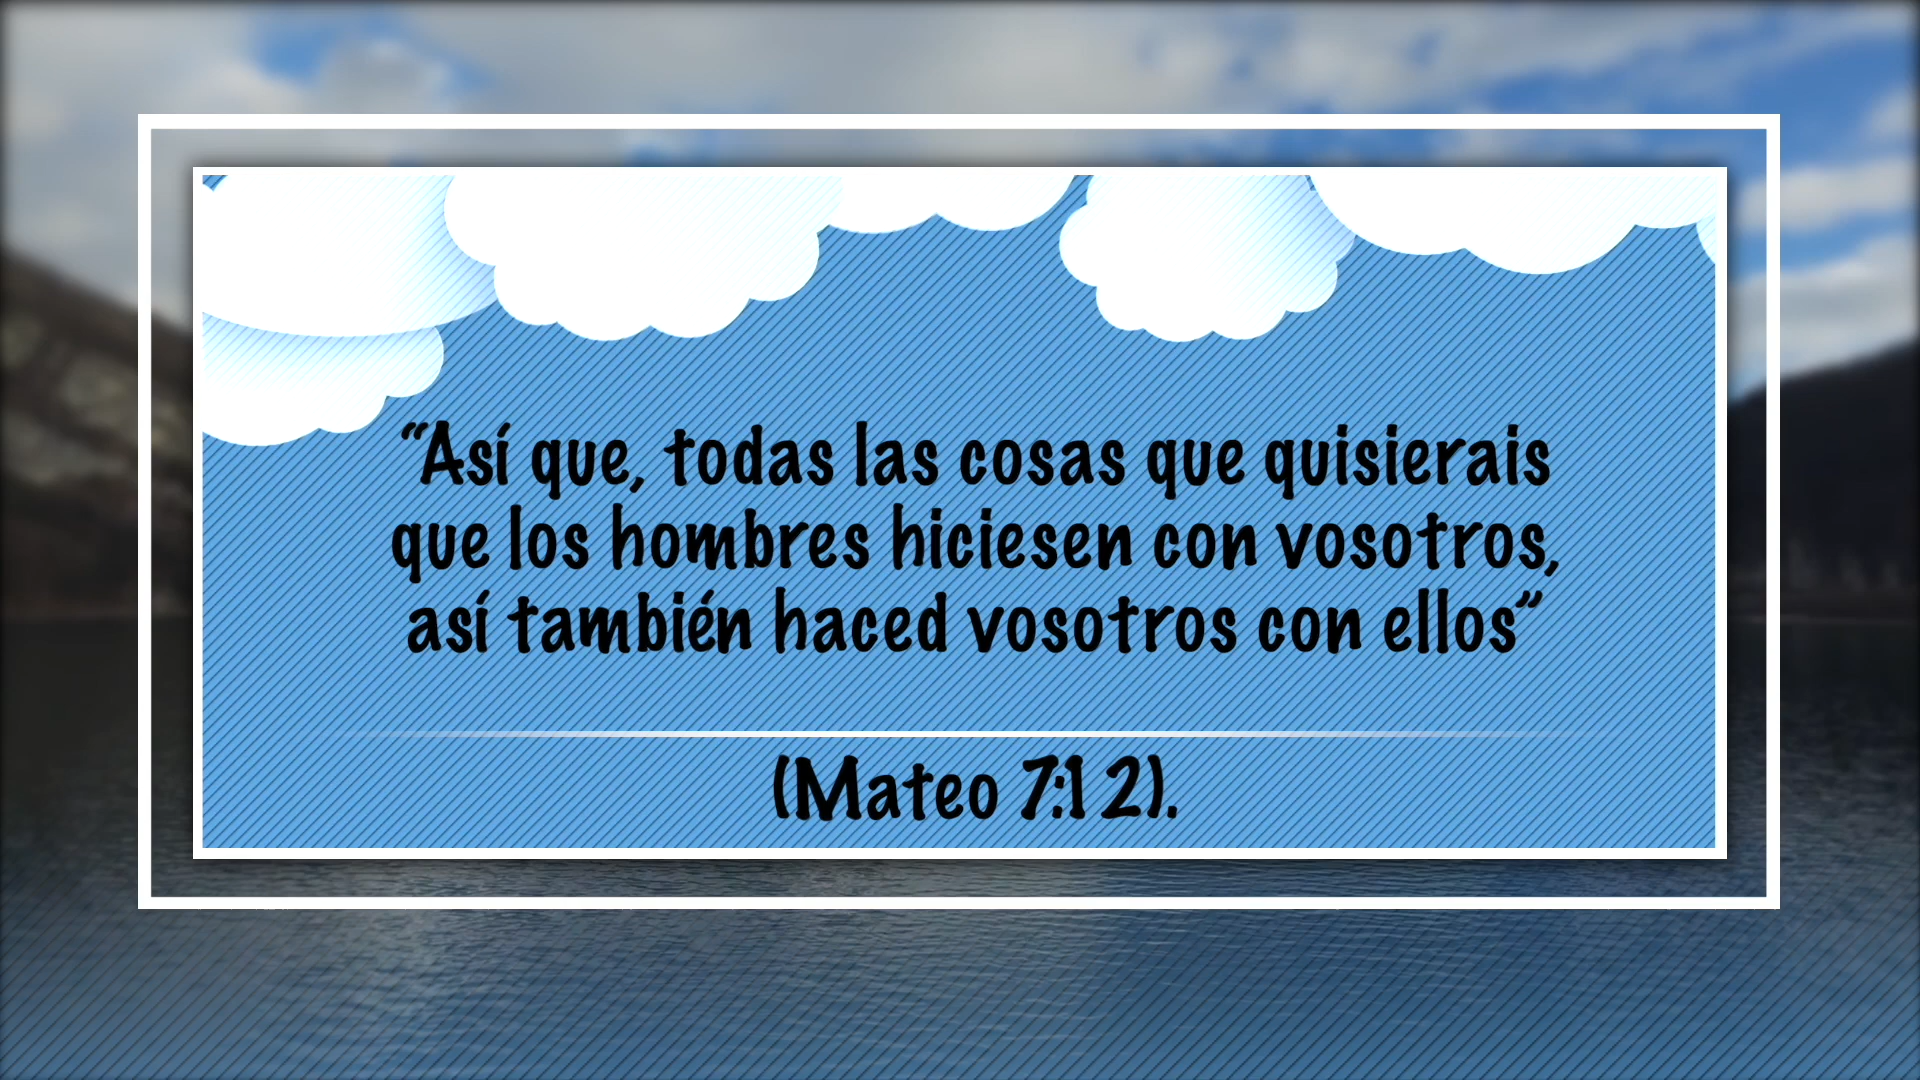 “Así que, todas las cosas que quisierais
que los hombres hiciesen con vosotros,
así también haced vosotros con ellos”
(Mateo 7:12).